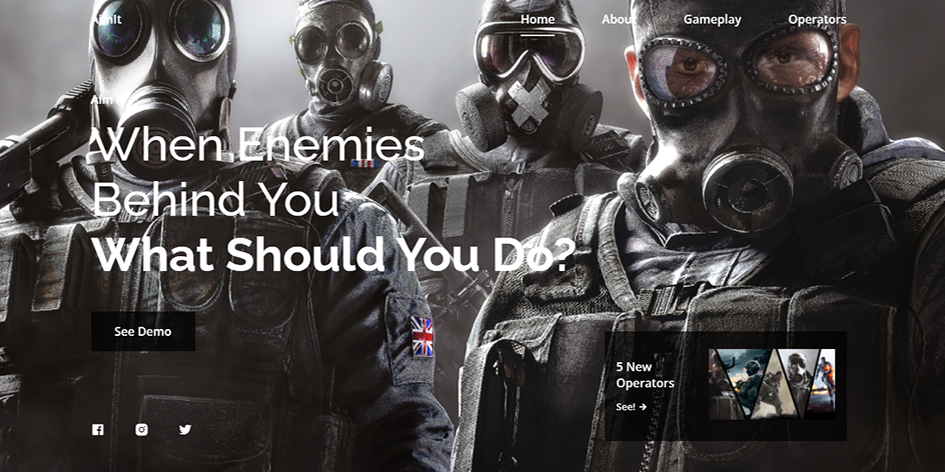 AimIt
Home About Gameplay Operators
Aim
When Enemies
Behind You
What Should You Do?
See Demo
5 New
Operators
See!